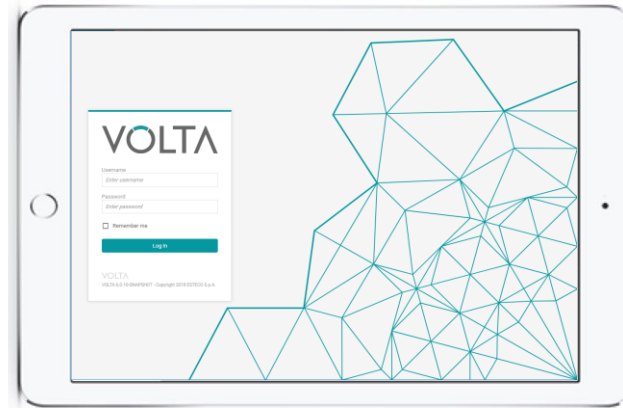 VOLTA
Username
Enter username
Password
Enter password
Remember me
Log in
VOLTA